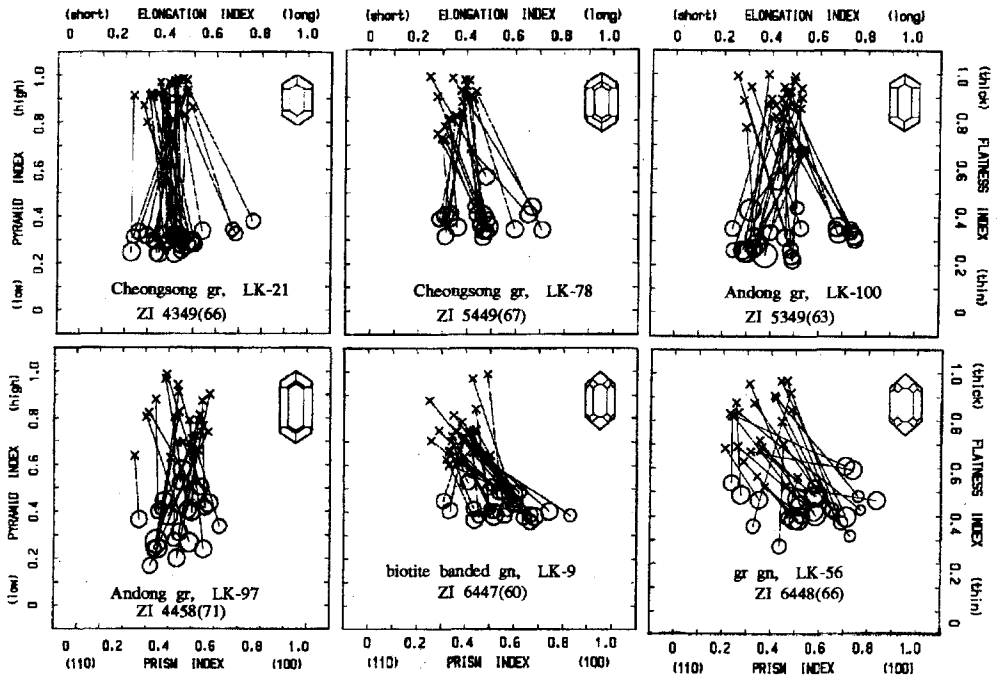 (short) ELONGATION INDEX (long)
(short) ELONGATION INDEX (long)
(short) ELONGATION INDEX (long)
0 0.2 0.4 0.6 0.8 1.0
0 0.2 0.4 0.6 0.8 1.0
0 0.2 0.4 0.6 0.8 1.0
(low) PYRAMID INDEX (high)
0 0.2 0.4 0.6 0.8 1.0
Cheongsong gr, LK-21
ZI 4349(66)
Cheongsong gr, LK-78
ZI 5449(67)
Andong gr, LK-100
ZI 5349(63)
(thick) FLATNESS INDEX (thin)
1.0 0.8 0.6 0.4 0.2 0
(low) PYRAMID INDEX (high)
0 0.2 0.4 0.6 0.8 1.0
Andong gr, LK-97
ZI 4458(71)
biotite banded gn, LK-9
ZI 6447(60)
gr gn, LK-56
ZI 6448(66)
(thick) FLATNESS INDEX (thin)
1.0 0.8 0.6 0.4 0.2 0
0 0.2 0.4 0.6 0.8 1.0
0 0.2 0.4 0.6 0.8 1.0
0 0.2 0.4 0.6 0.8 1.0
(110) PRISM INDEX (100)
(110) PRISM INDEX (100)
(110) PRISM INDEX (100)